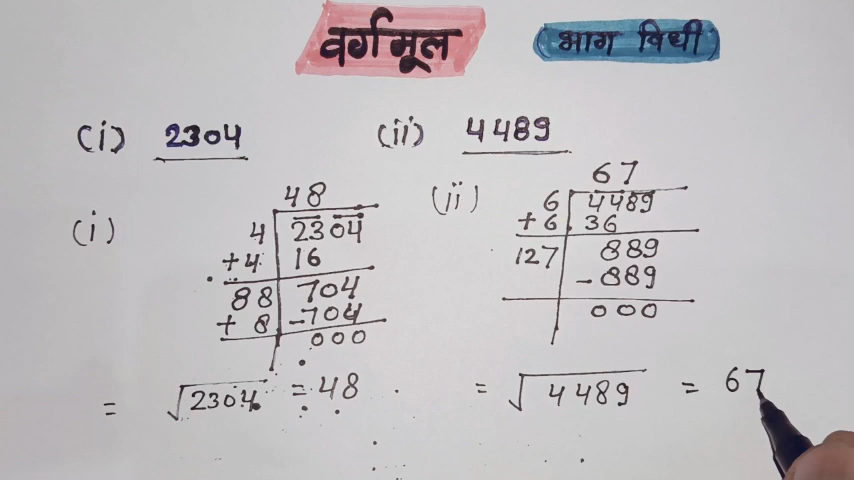 वर्गमूल
भाग विधी
(i) 2304
(ii) 4489
(i)
48
4 2304
+4 16
88 704
+ 8 -704
000
= √2304 = 48
(ii)
67
6 4489
+6 36
127 889
-889
000
= √4489 = 67